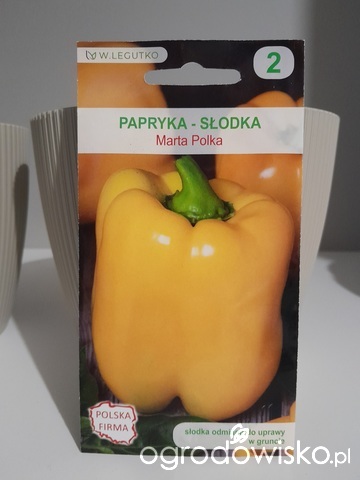 W.LEGUTKO
2
PAPRYKA - SŁODKA
Marta Polka
POLSKA
FIRMA
słodka odmiana do uprawy
w gruncie
ogrodowisko.pl